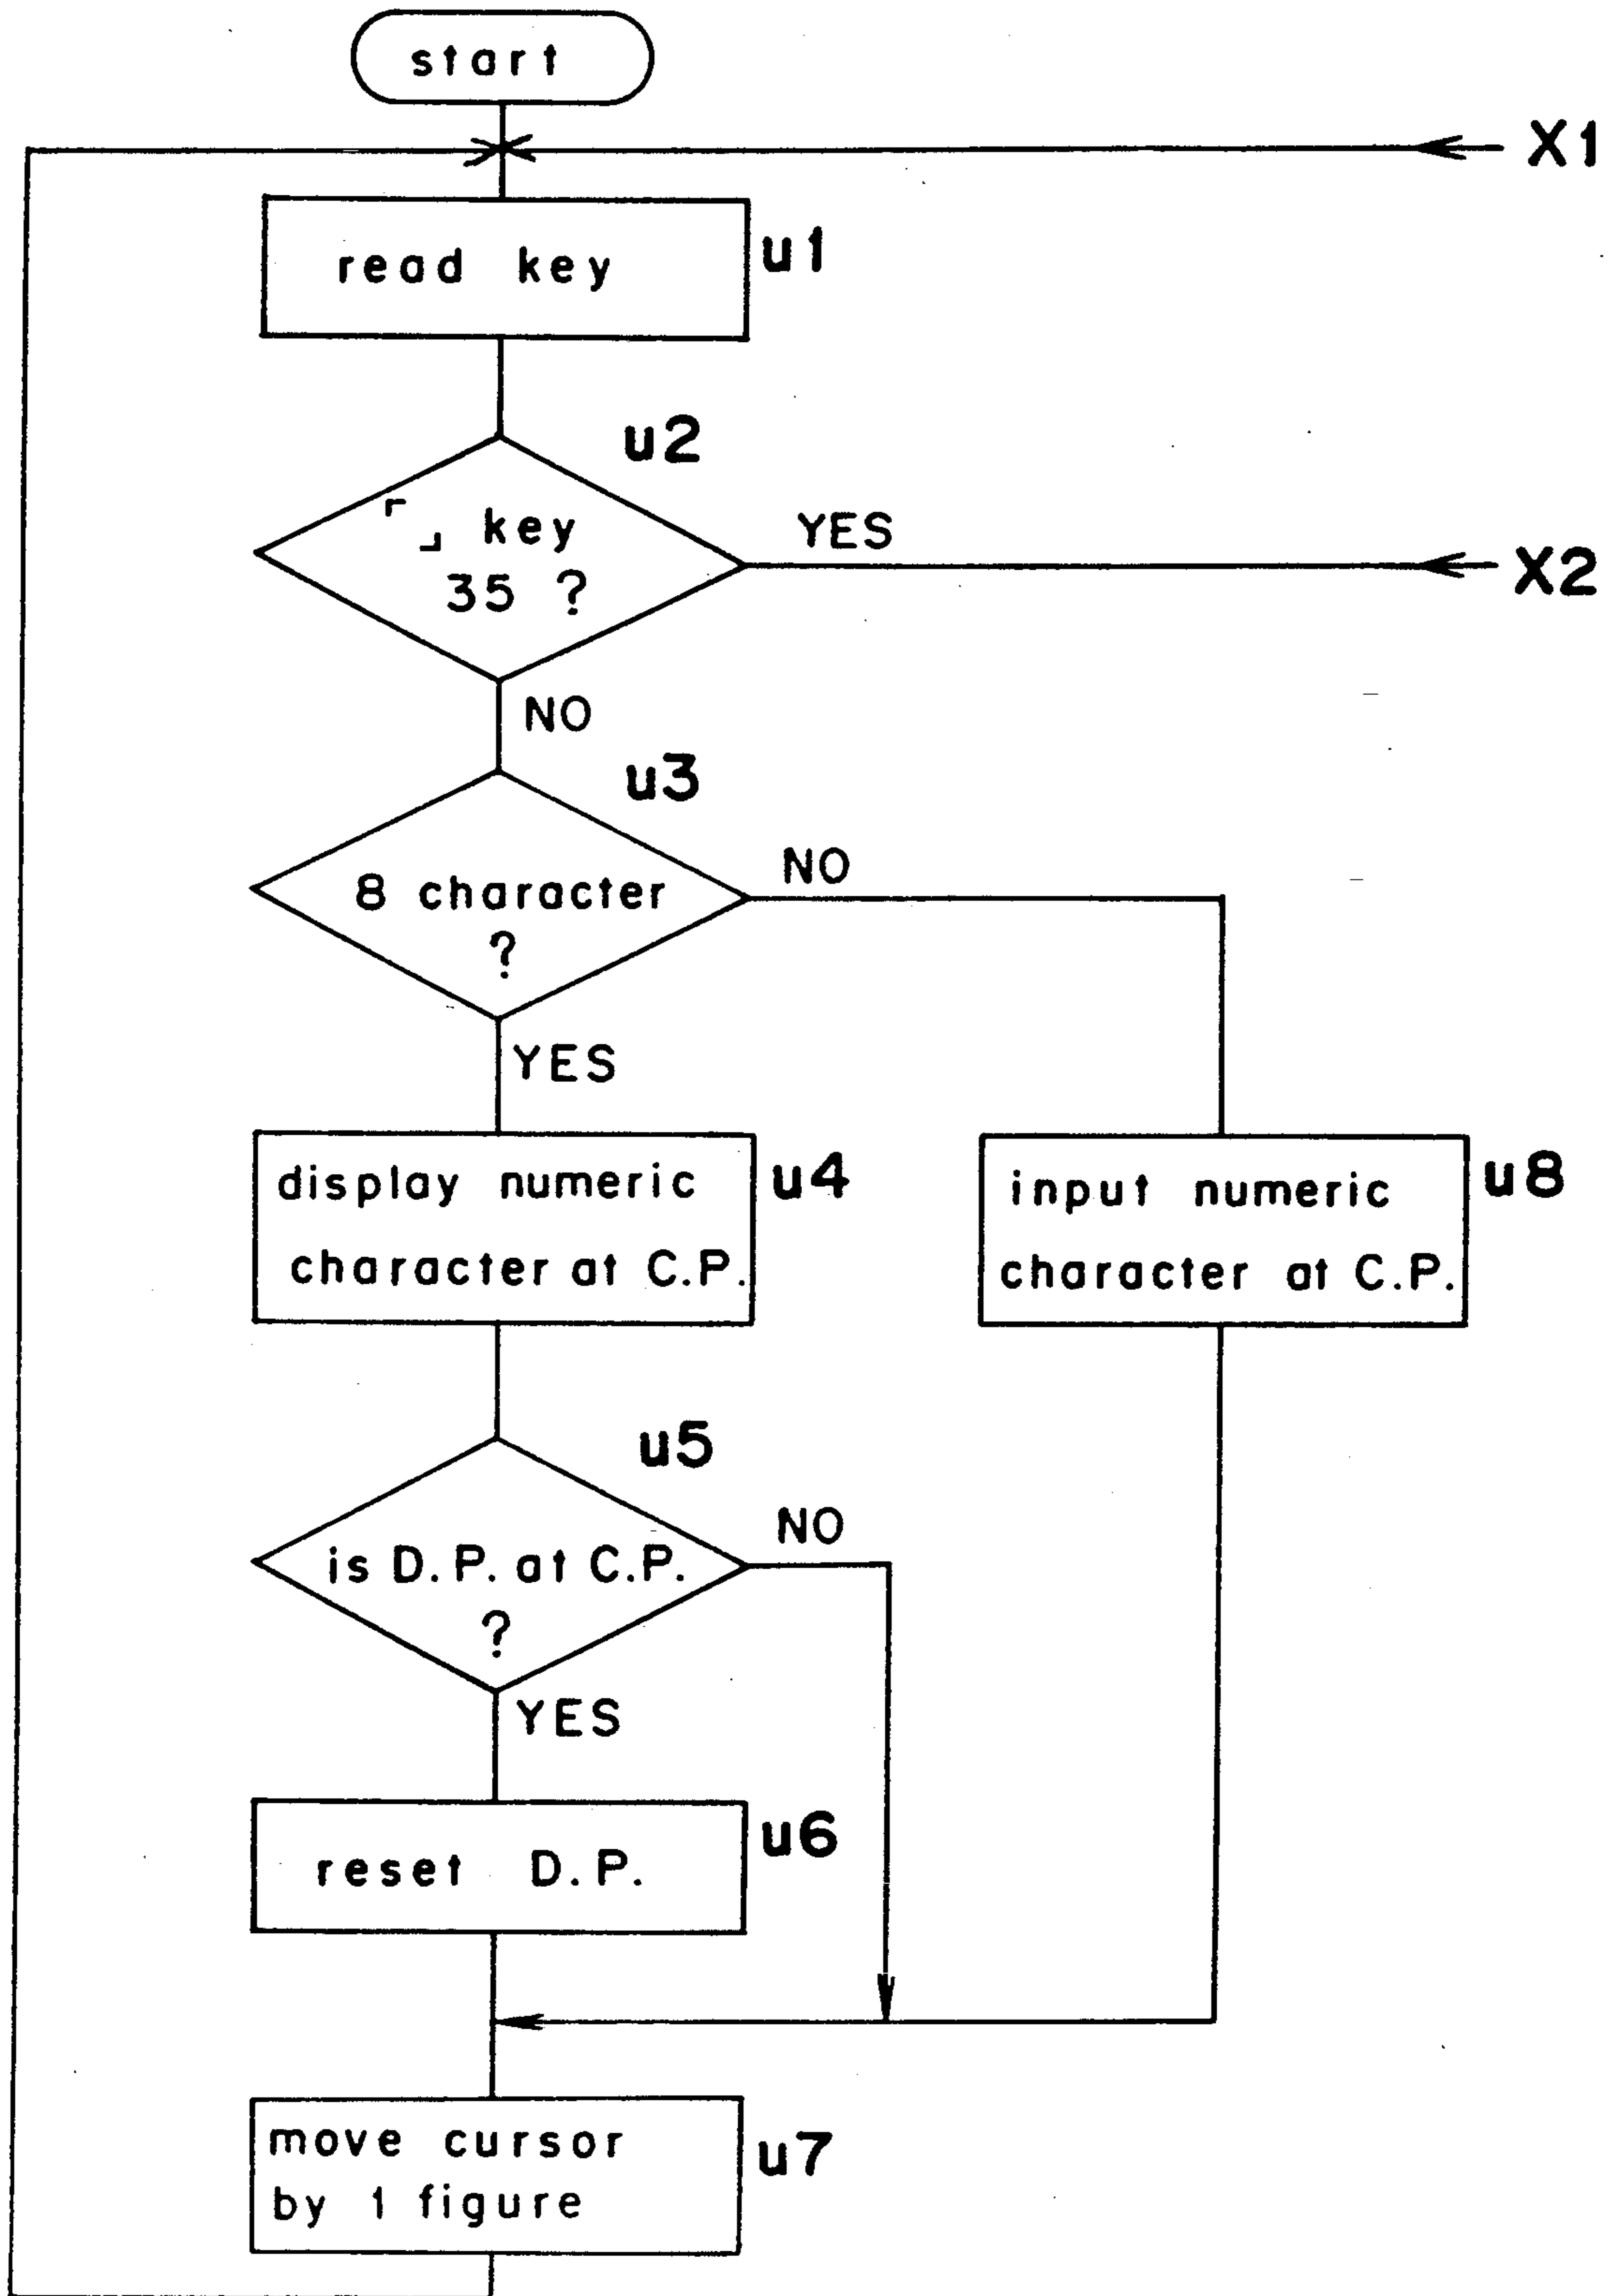 start
X1
read key
u1
u2
「 」 key
35 ?
YES
X2
NO
u3
8 character
?
NO
YES
display numeric
character at C.P.
u4
input numeric
character at C.P.
u8
u5
is D.P. at C.P.
?
NO
YES
reset D.P.
u6
move cursor
by 1 figure
u7